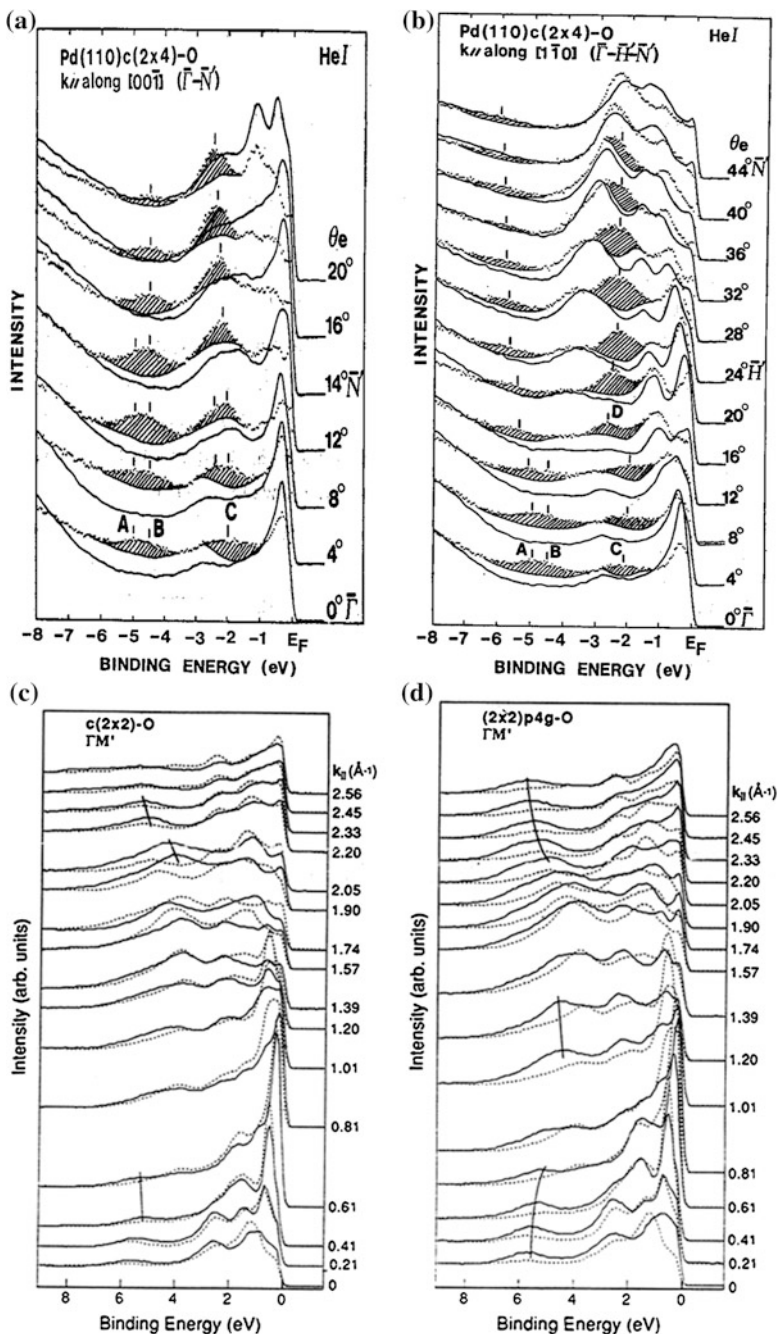 (a)
Pd(110)c(2x4)-O HeI
k// along [001̄] (Γ̄-N̄′)
θe
20°
16°
14° N̄′
12°
8°
A B C
4°
0° Γ̄
INTENSITY
-8 -7 -6 -5 -4 -3 -2 -1 EF
BINDING ENERGY (eV)
(b)
Pd(110)c(2x4)-O HeI
k// along [11̄0] (Γ̄-H̄′-N̄′)
θe
44° N̄′
40°
36°
32°
28°
24° H̄′
20°
D
16°
12°
8°
A B C
4°
0° Γ̄
INTENSITY
-8 -7 -6 -5 -4 -3 -2 -1 EF
BINDING ENERGY (eV)
(c)
c(2x2)-O
ΓM'
k|| (Å-1)
2.56
2.45
2.33
2.20
2.05
1.90
1.74
1.57
1.39
1.20
1.01
0.81
0.61
0.41
0.21
0
Intensity (arb. units)
8 6 4 2 0
Binding Energy (eV)
(d)
(2x2)p4g-O
ΓM'
k|| (Å-1)
2.56
2.45
2.33
2.20
2.05
1.90
1.74
1.57
1.39
1.20
1.01
0.81
0.61
0.41
0.21
0
Intensity (arb. units)
8 6 4 2 0
Binding Energy (eV)